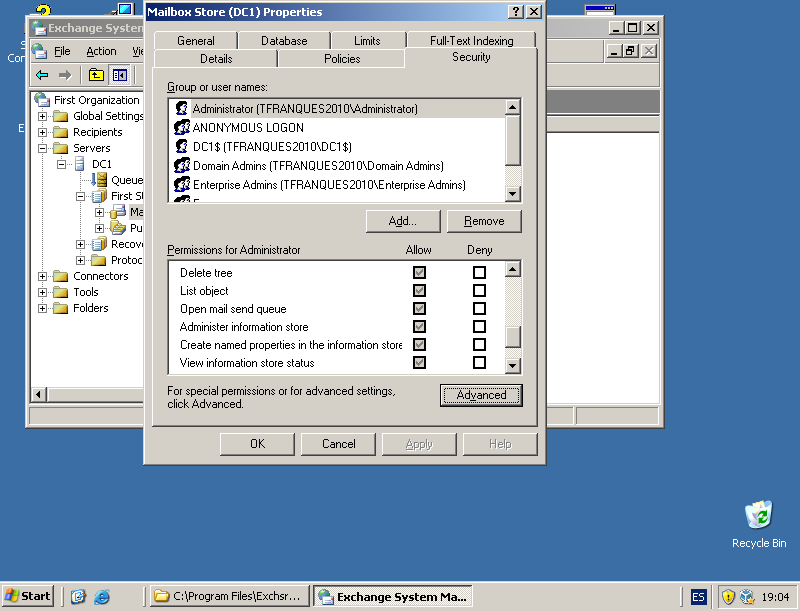 Mailbox Store (DC1) Properties
General
Database
Limits
Full-Text Indexing
Details
Policies
Security
Group or user names:
Administrator (TFRANQUES2010\Administrator)
ANONYMOUS LOGON
DC1$ (TFRANQUES2010\DC1$)
Domain Admins (TFRANQUES2010\Domain Admins)
Enterprise Admins (TFRANQUES2010\Enterprise Admins)
Add...
Remove
Permissions for Administrator
Allow
Deny
Delete tree
List object
Open mail send queue
Administer information store
Create named properties in the information store
View information store status
For special permissions or for advanced settings,
click Advanced.
Advanced
OK
Cancel
Apply
Help
Exchange System
File
Action
First Organization
Global Settings
Recipients
Servers
DC1
Queue
First St
Ma
Pu
Recov
Protoc
Connectors
Tools
Folders
Recycle Bin
Start
C:\Program Files\Exchsr...
Exchange System Ma...
ES
19:04